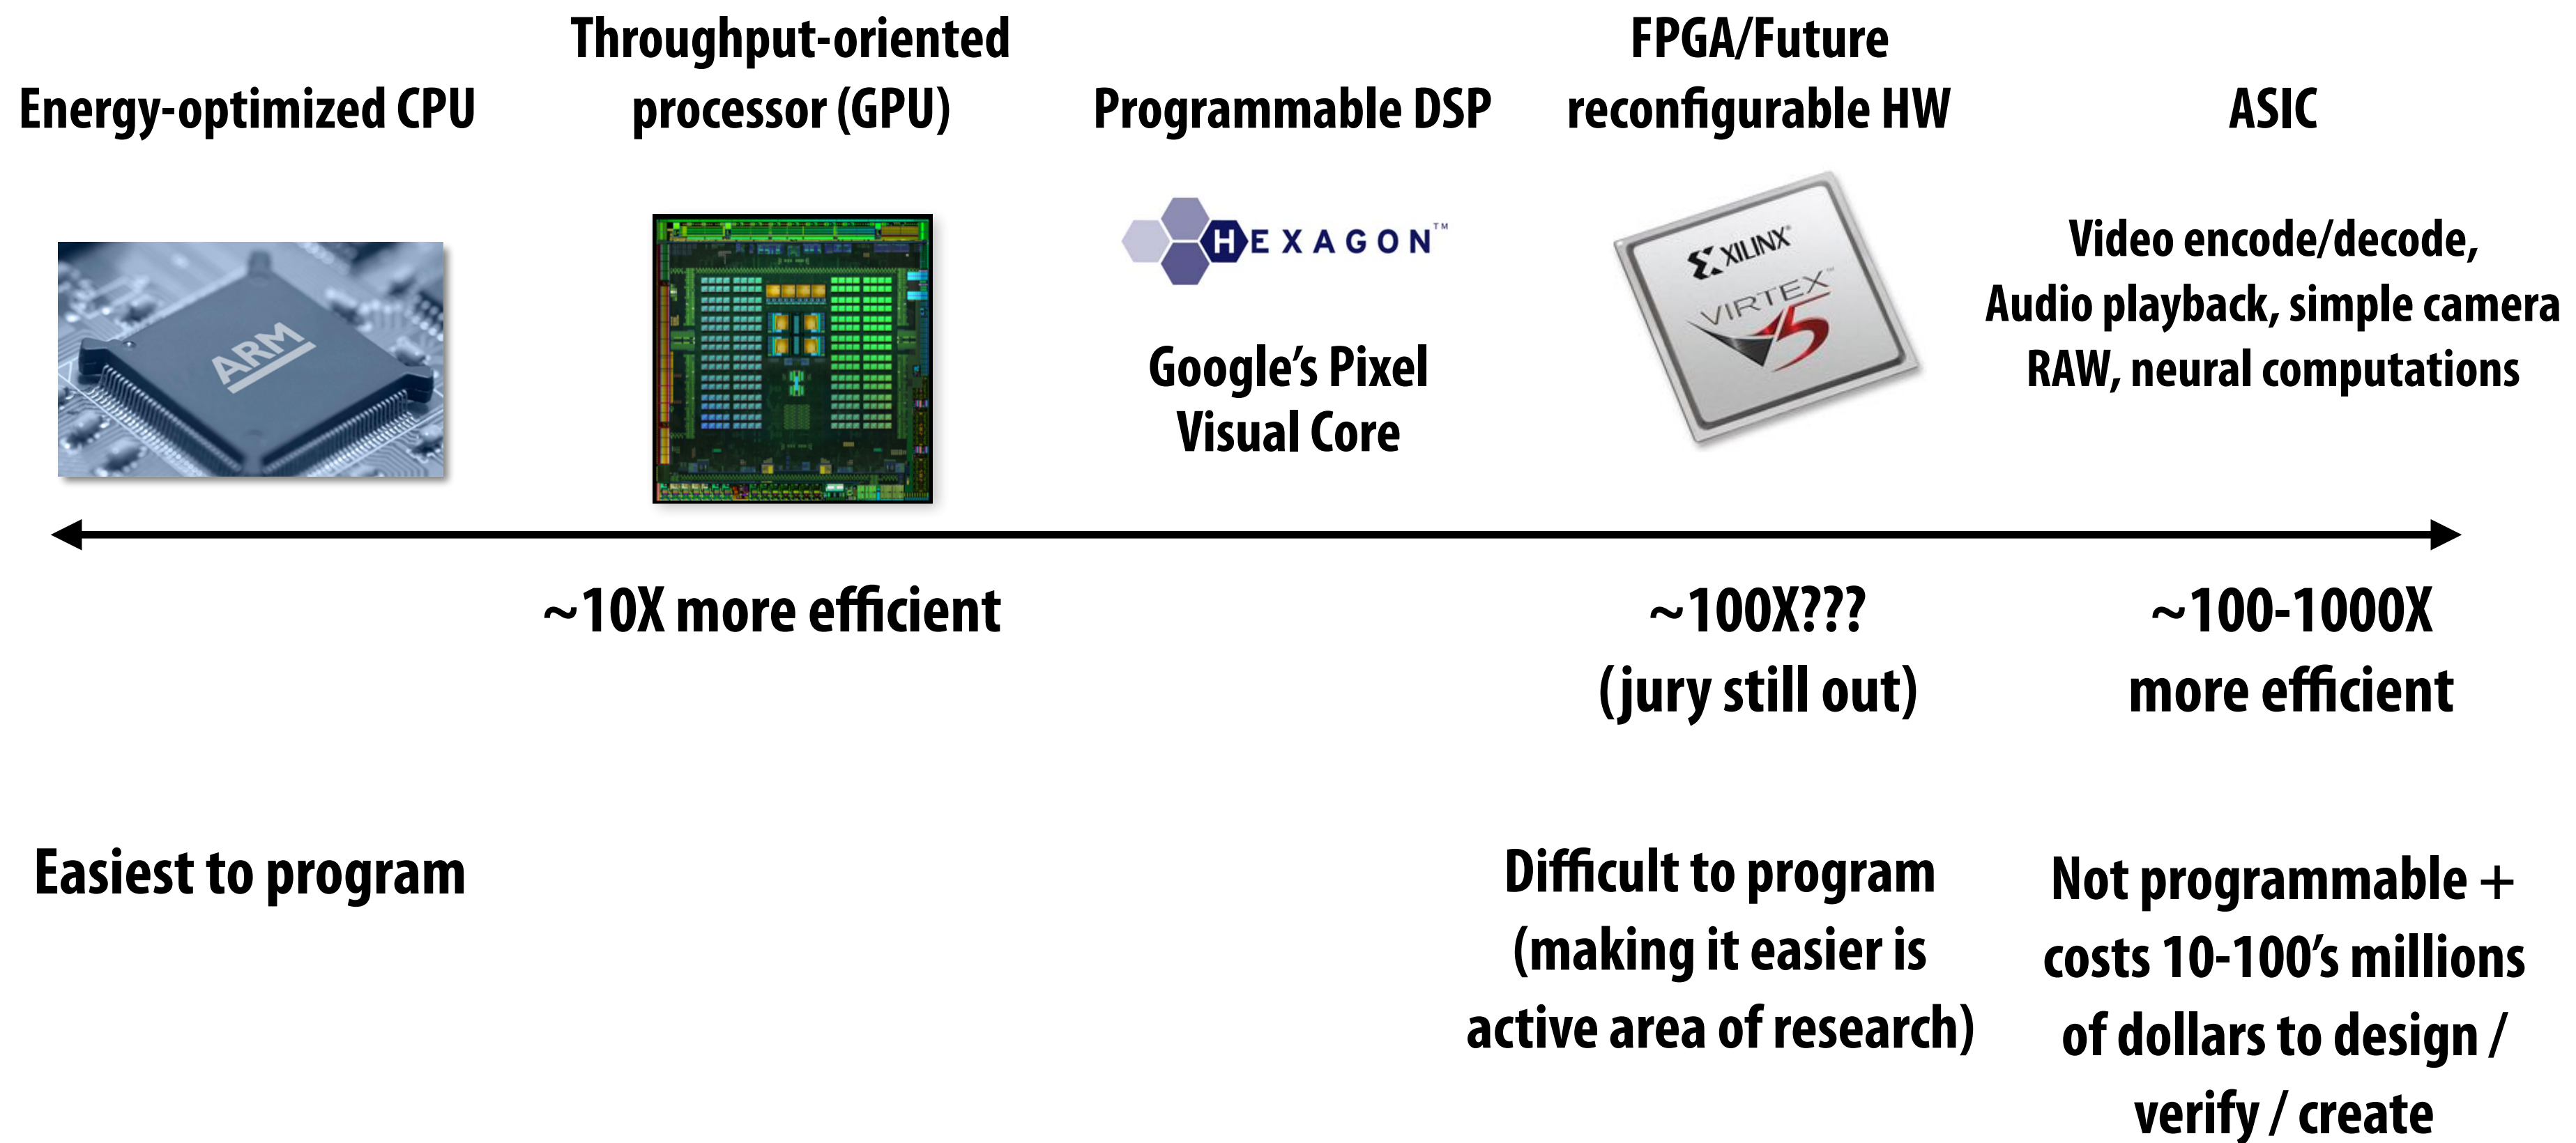 Energy-optimized CPU
Throughput-oriented
processor (GPU)
Programmable DSP
FPGA/Future
reconfigurable HW
ASIC
ARM
HEXAGON™
Google’s Pixel
Visual Core
XILINX®
VIRTEX™
5
Video encode/decode,
Audio playback, simple camera
RAW, neural computations
~10X more efficient
~100X???
(jury still out)
~100-1000X
more efficient
Easiest to program
Difficult to program
(making it easier is
active area of research)
Not programmable +
costs 10-100’s millions
of dollars to design /
verify / create